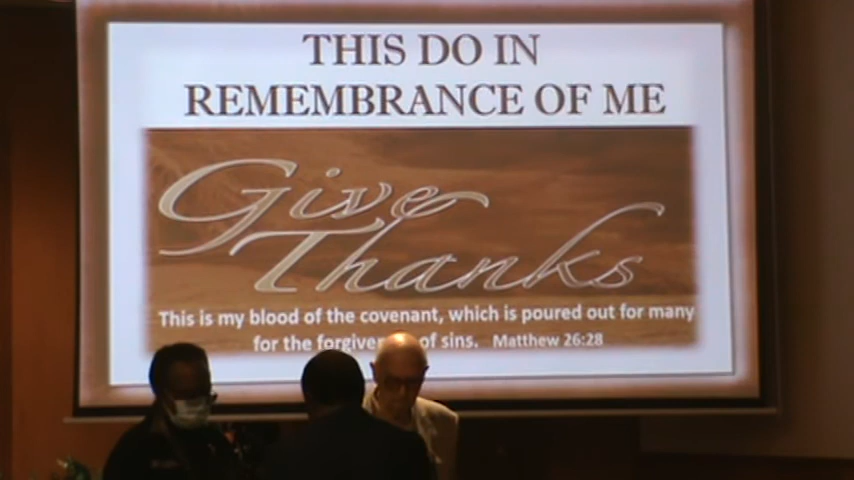 THIS DO IN
REMEMBRANCE OF ME
Give
Thanks
This is my blood of the covenant, which is poured out for many
for the of sins. Matthew 26:28